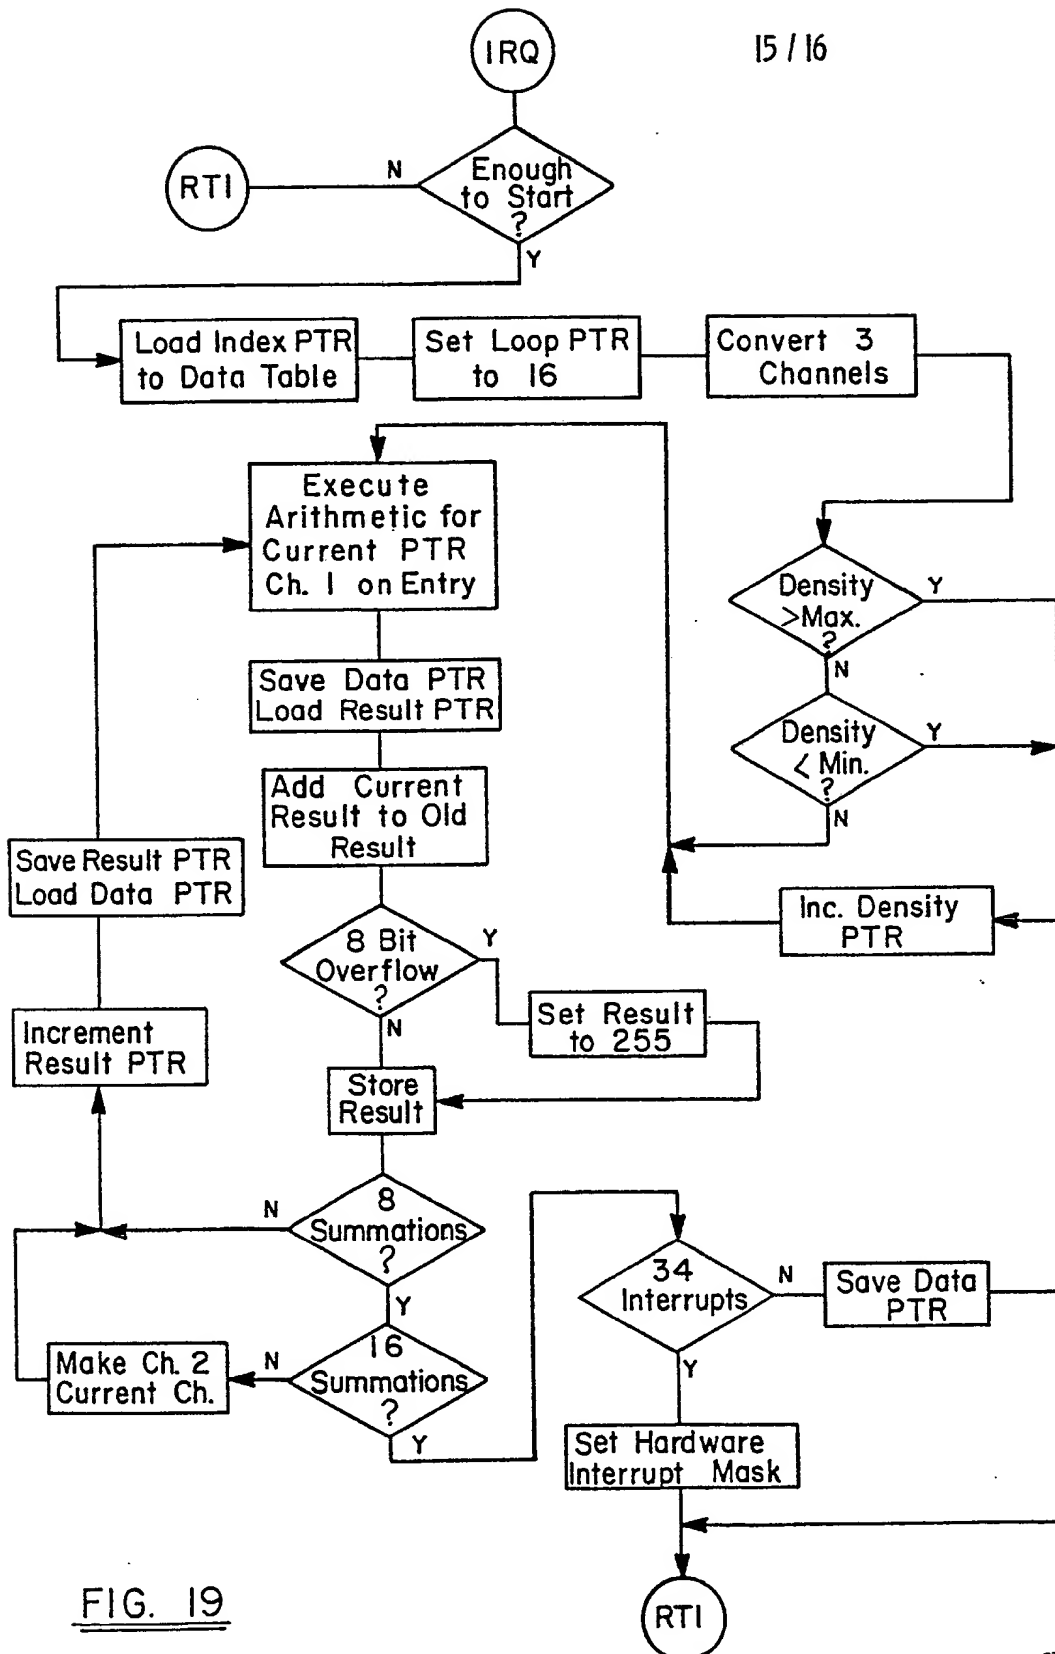 IRQ
15 / 16
RTI
N
Enough
to Start
?
Y
Load Index PTR
to Data Table
Set Loop PTR
to 16
Convert 3
Channels
Execute
Arithmetic for
Current PTR
Ch. 1 on Entry
Density
>Max.
?
Y
N
Save Data PTR
Load Result PTR
Density
< Min.
?
Y
N
Add Current
Result to Old
Result
Save Result PTR
Load Data PTR
Inc. Density
PTR
8 Bit
Overflow
?
Y
N
Set Result
to 255
Increment
Result PTR
Store
Result
8
Summations
?
N
Y
34
Interrupts
N
Y
Save Data
PTR
16
Summations
?
N
Y
Make Ch. 2
Current Ch.
Set Hardware
Interrupt Mask
RTI
FIG. 19